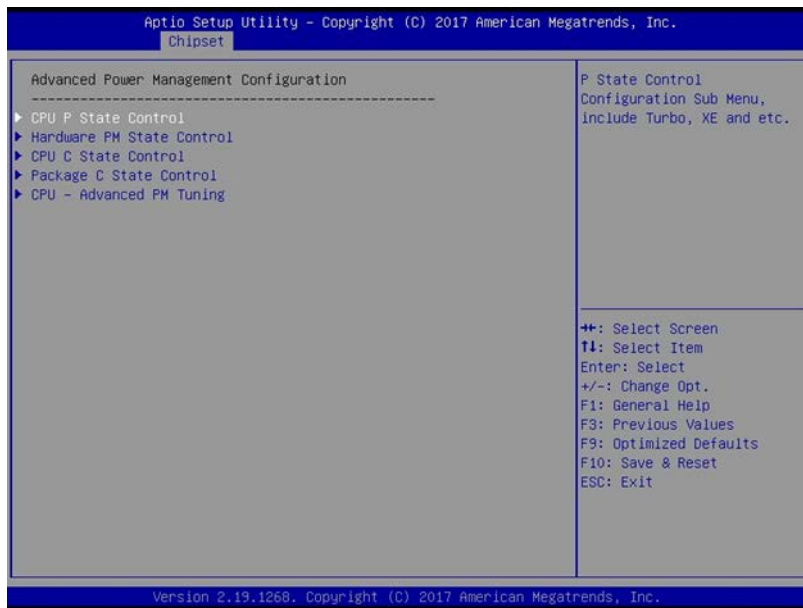 Aptio Setup Utility – Copyright (C) 2017 American Megatrends, Inc.
Chipset
Advanced Power Management Configuration
--------------------------------------------------
▶ CPU P State Control
▶ Hardware PM State Control
▶ CPU C State Control
▶ Package C State Control
▶ CPU – Advanced PM Tuning
P State Control
Configuration Sub Menu,
include Turbo, XE and etc.
→←: Select Screen
↑↓: Select Item
Enter: Select
+/-: Change Opt.
F1: General Help
F3: Previous Values
F9: Optimized Defaults
F10: Save & Reset
ESC: Exit
Version 2.19.1268. Copyright (C) 2017 American Megatrends, Inc.